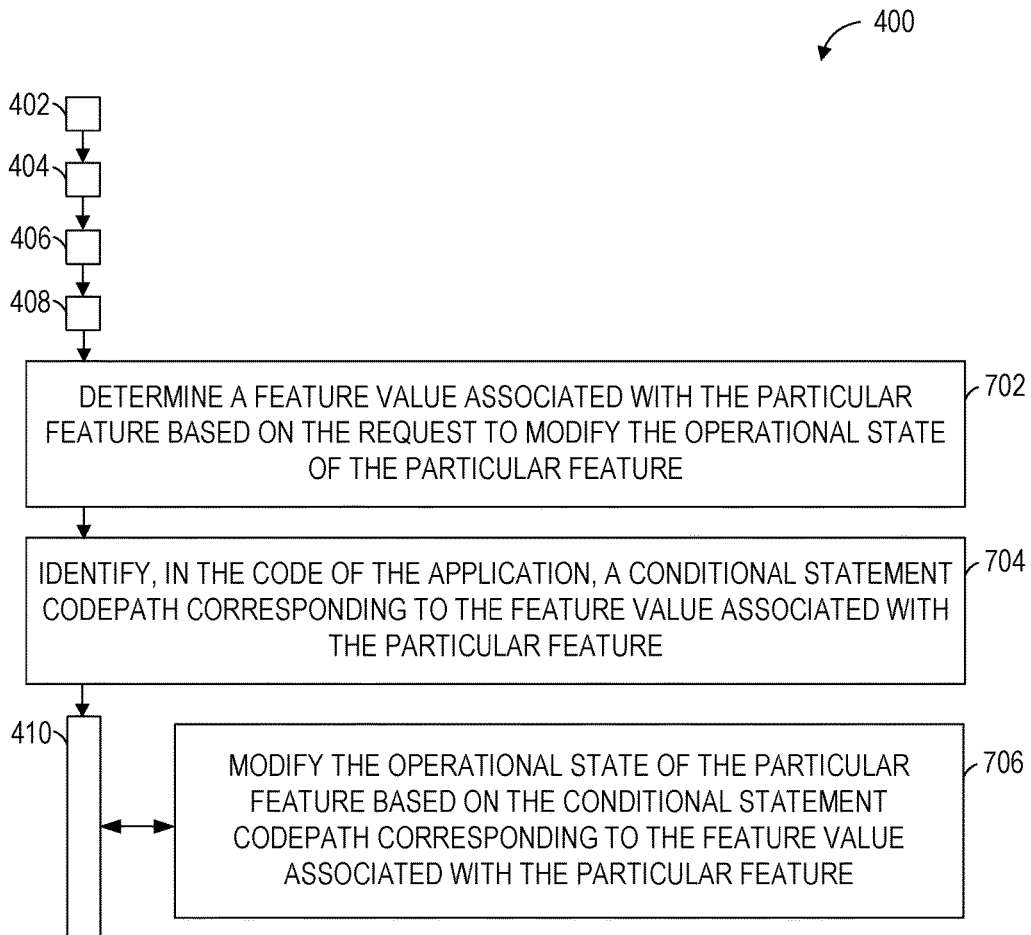 400
402
404
406
408
DETERMINE A FEATURE VALUE ASSOCIATED WITH THE PARTICULAR
FEATURE BASED ON THE REQUEST TO MODIFY THE OPERATIONAL STATE
OF THE PARTICULAR FEATURE
702
IDENTIFY, IN THE CODE OF THE APPLICATION, A CONDITIONAL STATEMENT
CODEPATH CORRESPONDING TO THE FEATURE VALUE ASSOCIATED WITH
THE PARTICULAR FEATURE
704
410
MODIFY THE OPERATIONAL STATE OF THE PARTICULAR
FEATURE BASED ON THE CONDITIONAL STATEMENT
CODEPATH CORRESPONDING TO THE FEATURE VALUE
ASSOCIATED WITH THE PARTICULAR FEATURE
706